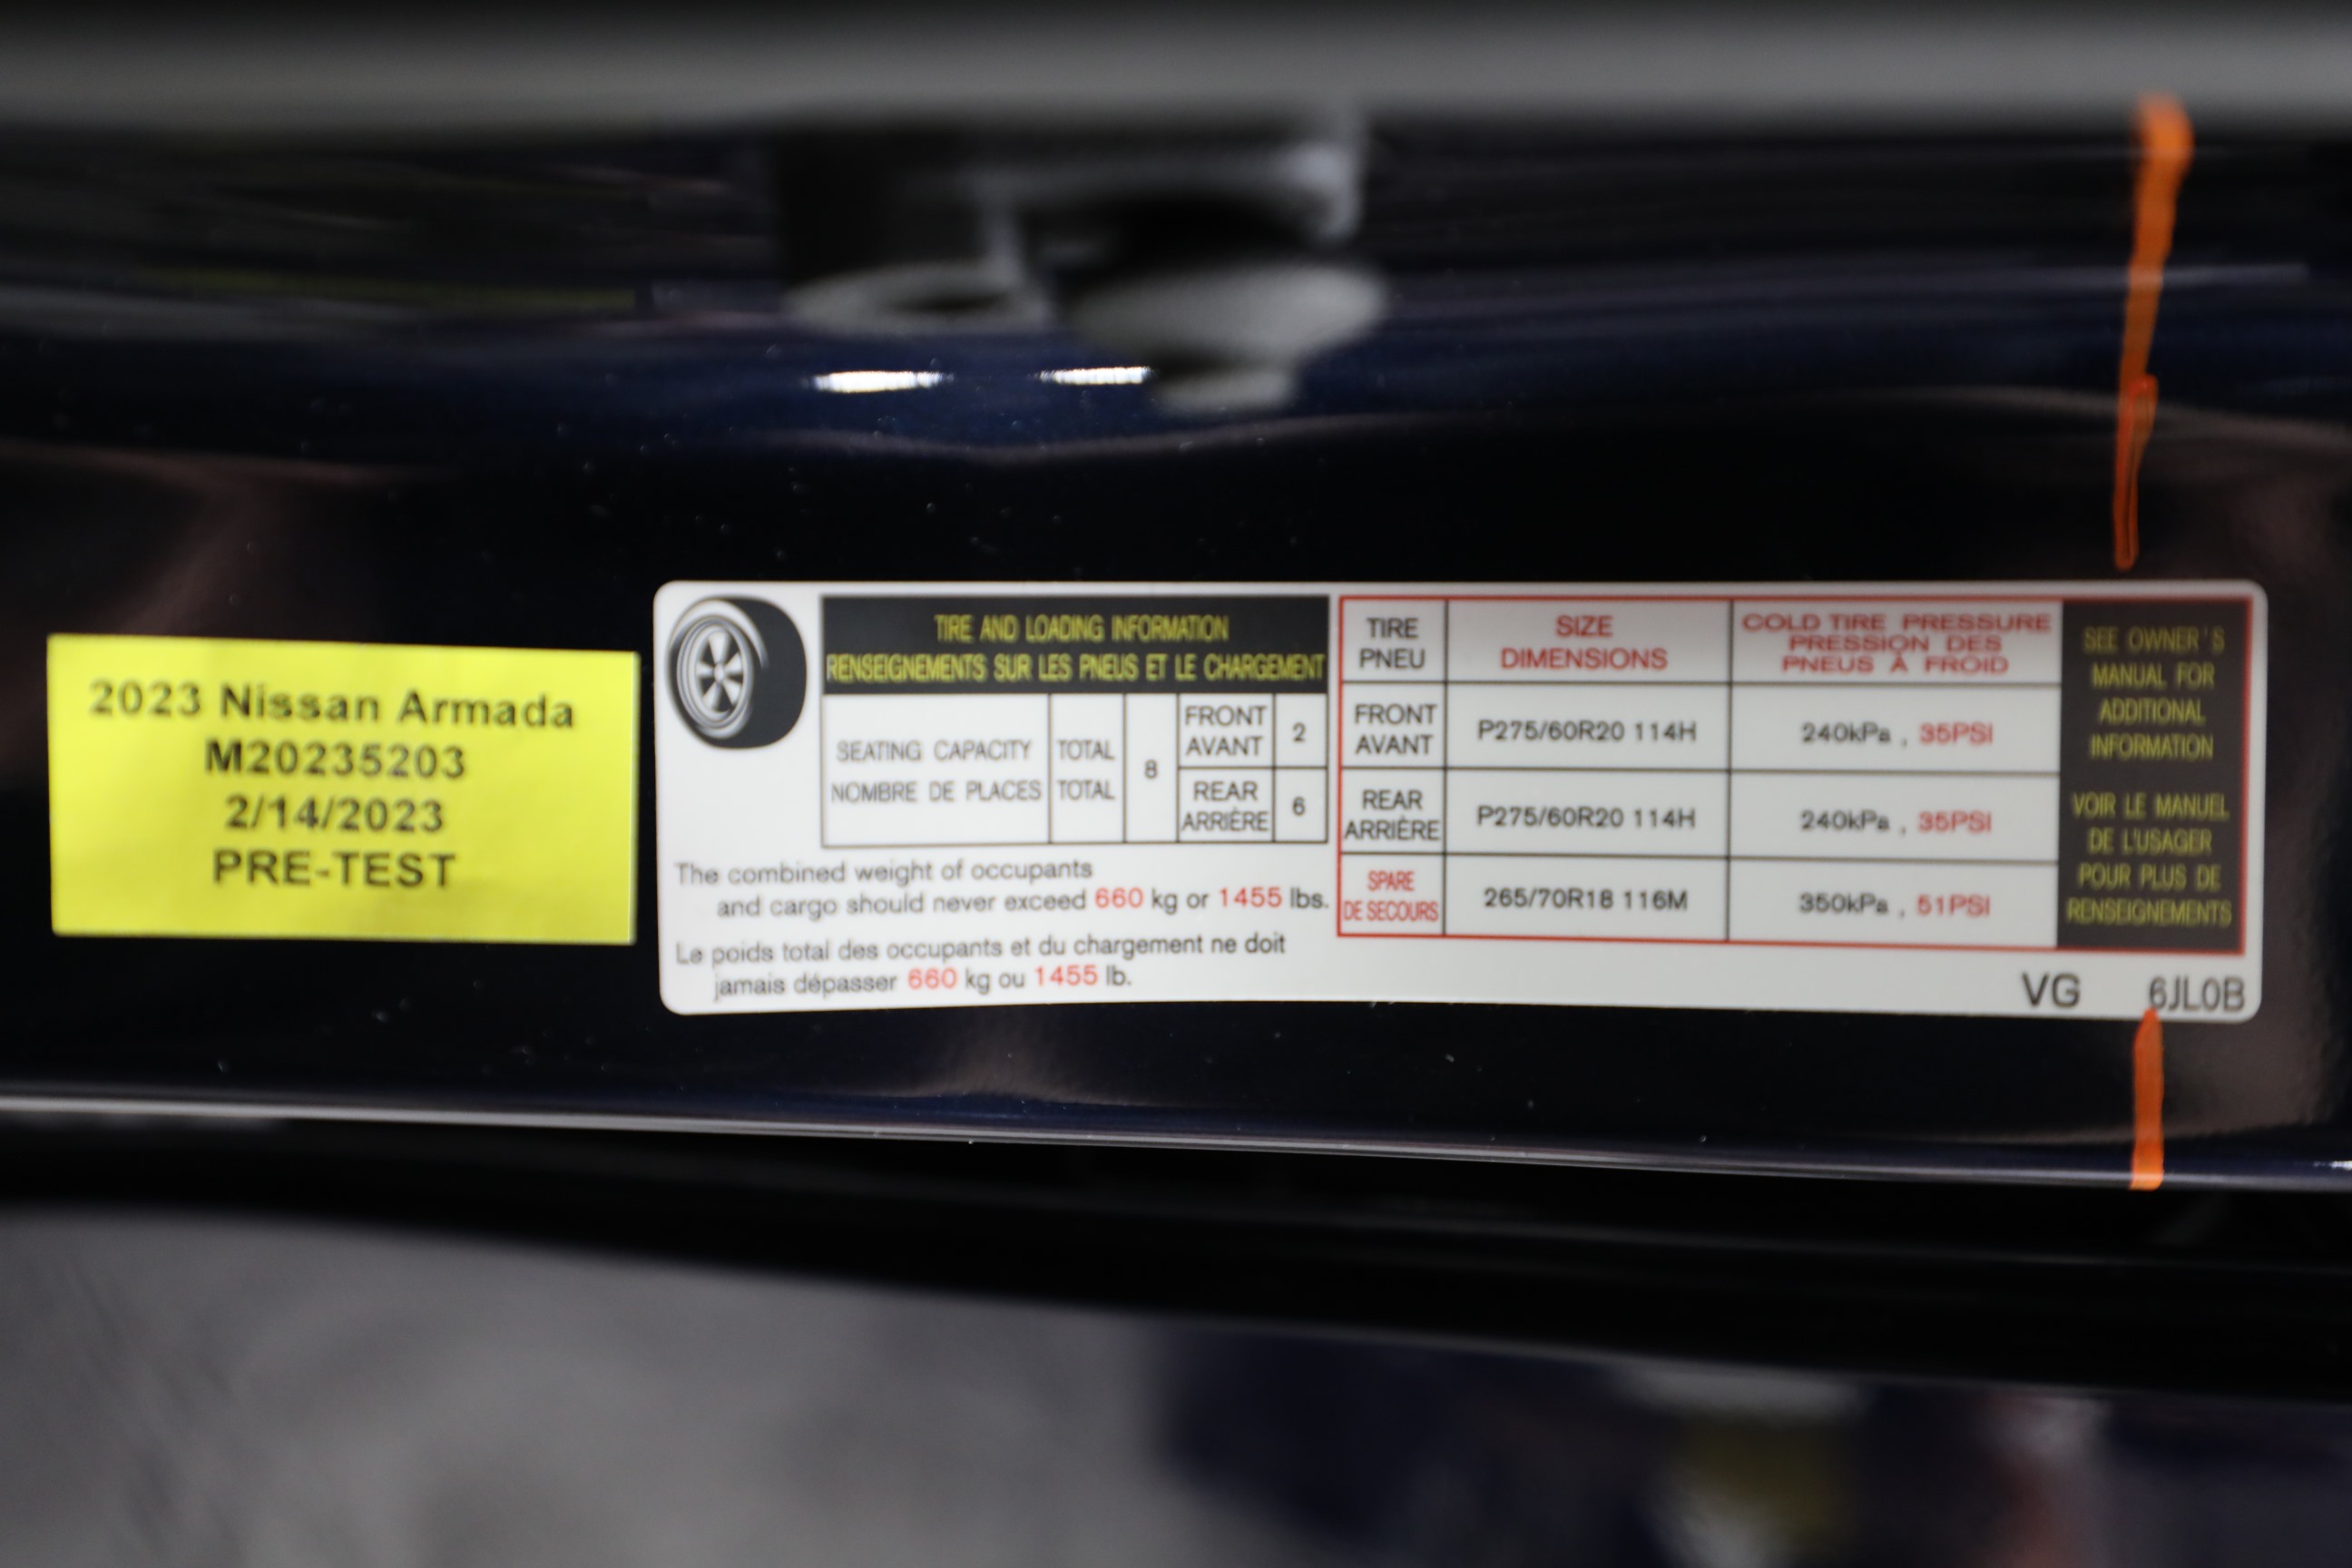 2023 Nissan Armada
M20235203
2/14/2023
PRE-TEST
TIRE AND LOADING INFORMATION
RENSEIGNEMENTS SUR LES PNEUS ET LE CHARGEMENT
SEATING CAPACITY
NOMBRE DE PLACES
TOTAL
TOTAL
8
FRONT
AVANT
2
REAR
ARRIÈRE
6
The combined weight of occupants
and cargo should never exceed 660 kg or 1455 lbs.
Le poids total des occupants et du chargement ne doit
jamais dépasser 660 kg ou 1455 lb.
TIRE
PNEU
SIZE
DIMENSIONS
COLD TIRE PRESSURE
PRESSION DES
PNEUS À FROID
FRONT
AVANT
P275/60R20 114H
240kPa , 35PSI
REAR
ARRIÈRE
P275/60R20 114H
240kPa , 35PSI
SPARE
DE SECOURS
265/70R18 116M
350kPa , 51PSI
SEE OWNER'S
MANUAL FOR
ADDITIONAL
INFORMATION
VOIR LE MANUEL
DE L'USAGER
POUR PLUS DE
RENSEIGNEMENTS
VG 6JL0B